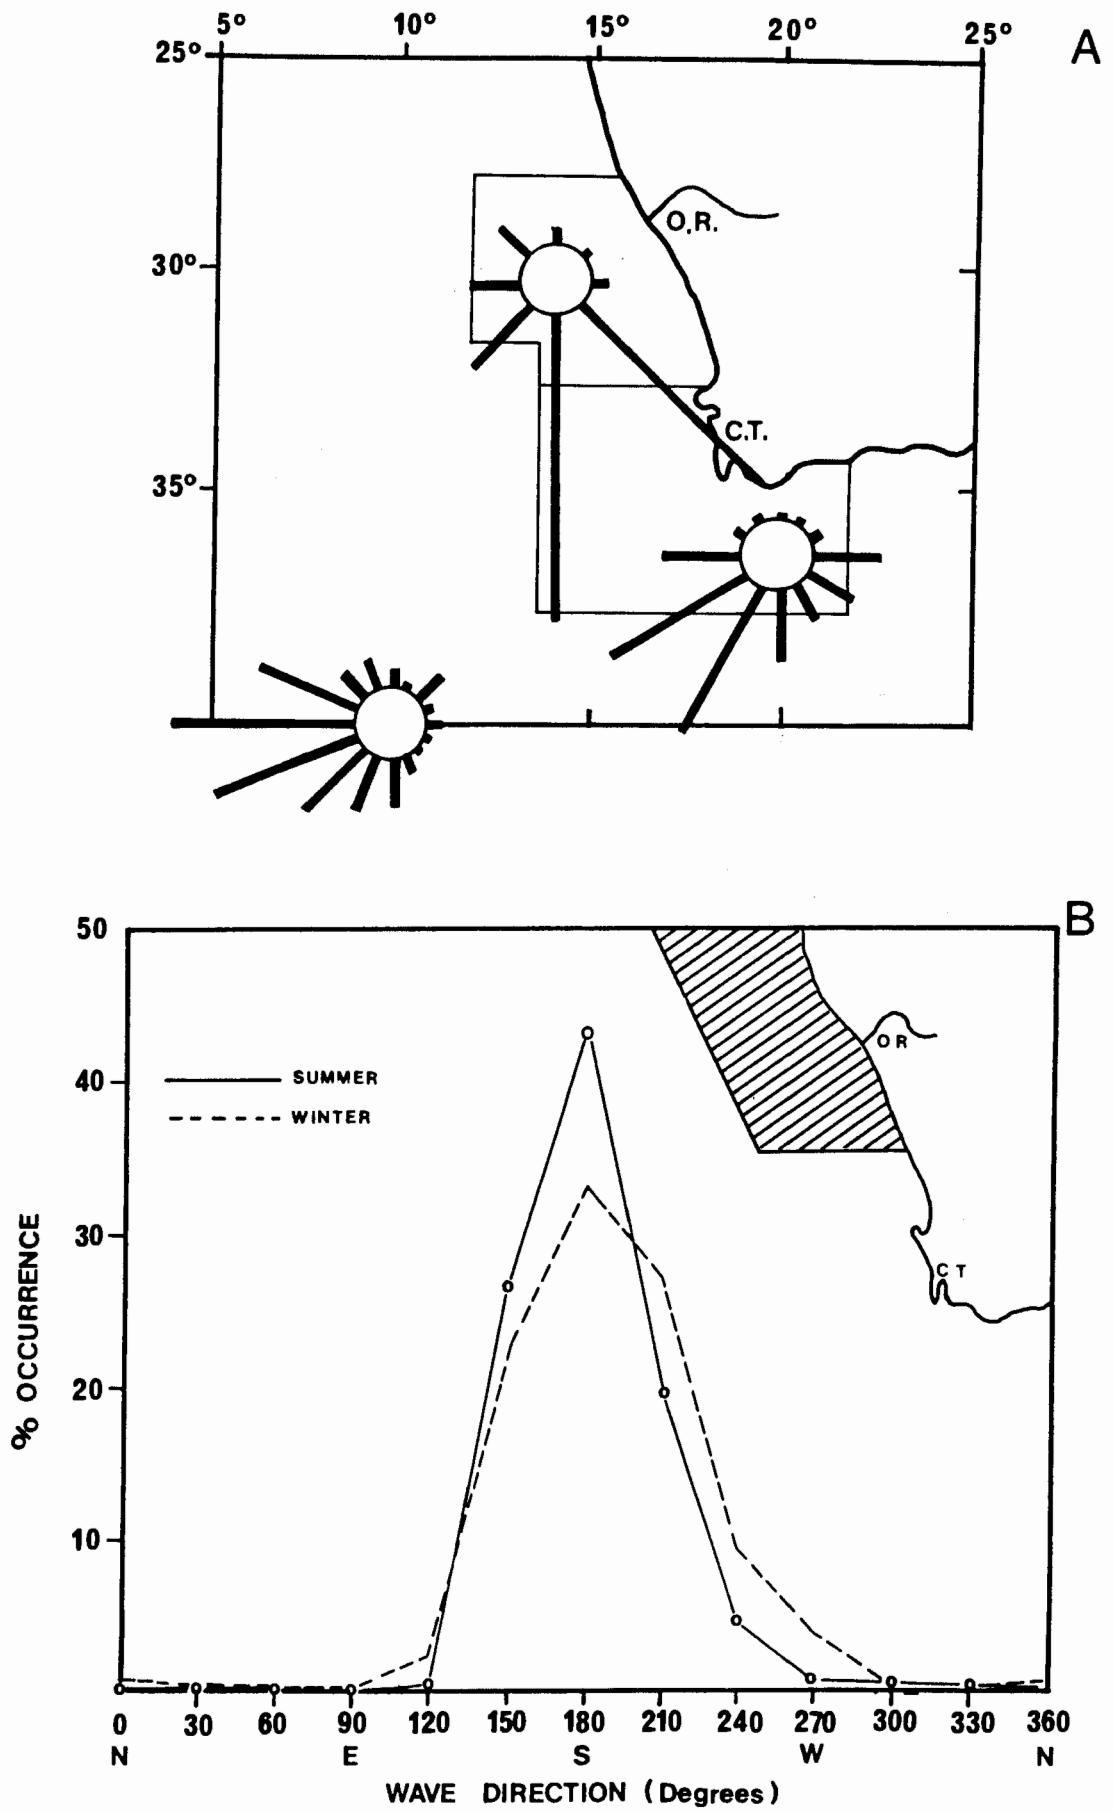 5° 10° 15° 20° 25°
A
25°
30°
35°
O.R.
C.T.
B
50
40
30
20
10
% OCCURRENCE
SUMMER
WINTER
O R
C T
0 30 60 90 120 150 180 210 240 270 300 330 360
N E S W N
WAVE DIRECTION (Degrees)